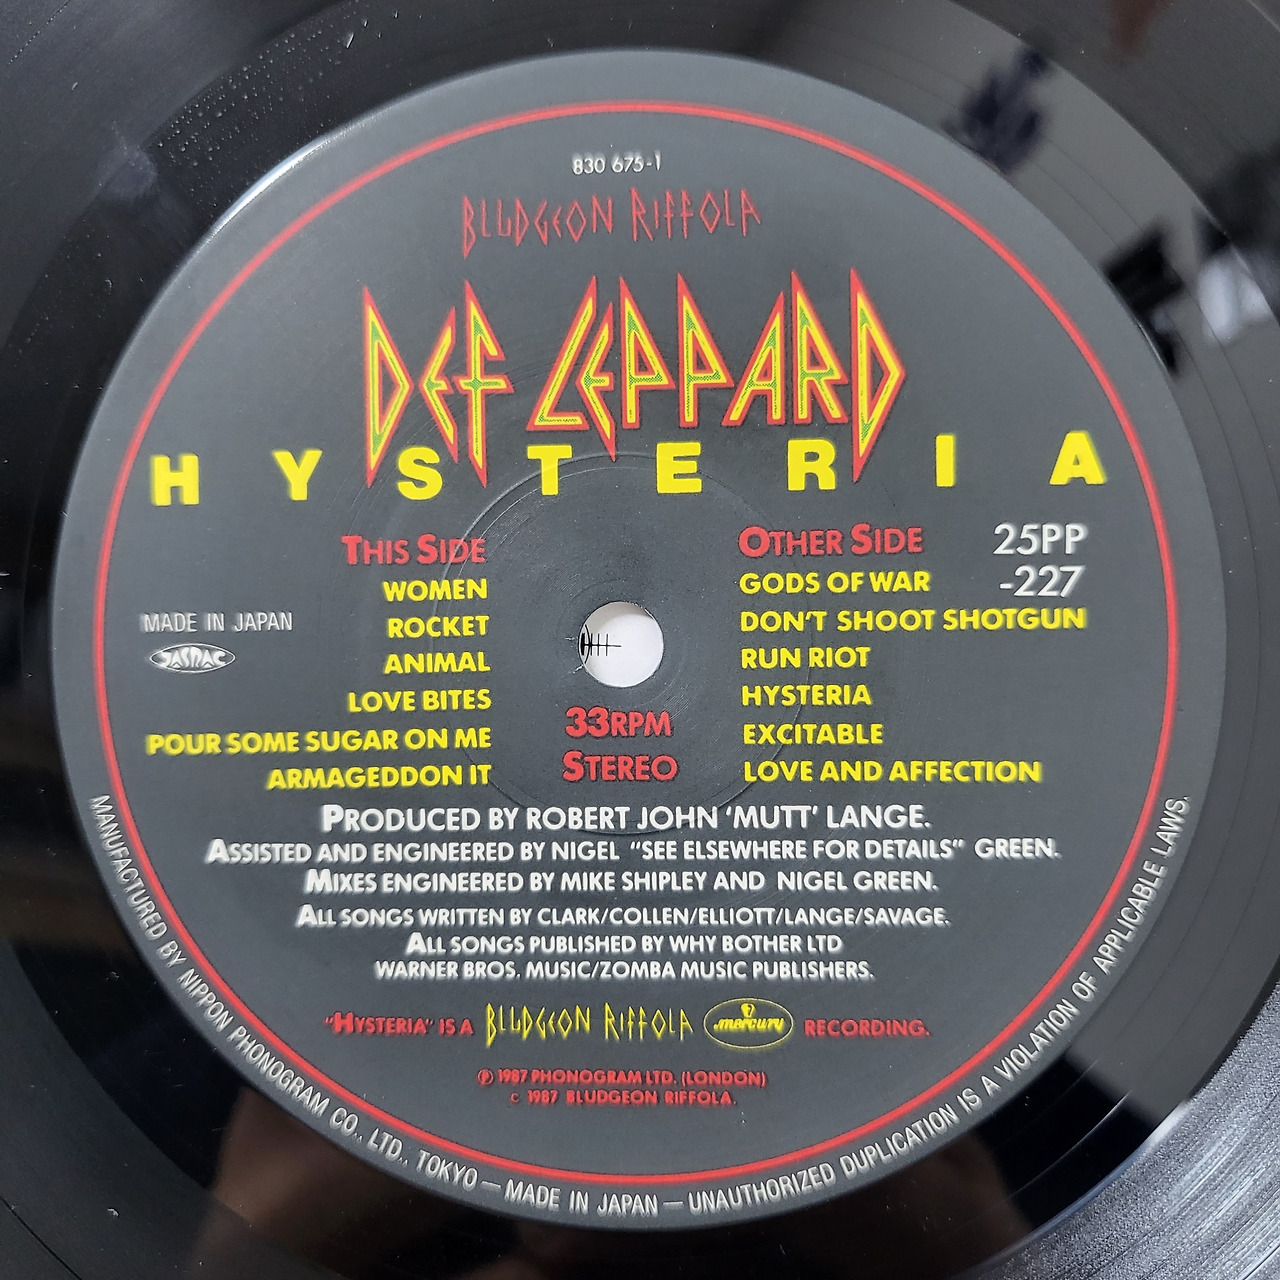 830 675-1
BLUDGEON RIFFOLA
DEF LEPPARD
HYSTERIA
THIS SIDE
WOMEN
ROCKET
ANIMAL
LOVE BITES
POUR SOME SUGAR ON ME
ARMAGEDDON IT
MADE IN JAPAN
JASRAC
33RPM
STEREO
OTHER SIDE
GODS OF WAR
DON'T SHOOT SHOTGUN
RUN RIOT
HYSTERIA
EXCITABLE
LOVE AND AFFECTION
25PP
-227
PRODUCED BY ROBERT JOHN 'MUTT' LANGE.
ASSISTED AND ENGINEERED BY NIGEL "SEE ELSEWHERE FOR DETAILS" GREEN.
MIXES ENGINEERED BY MIKE SHIPLEY AND NIGEL GREEN.
ALL SONGS WRITTEN BY CLARK/COLLEN/ELLIOTT/LANGE/SAVAGE.
ALL SONGS PUBLISHED BY WHY BOTHER LTD
WARNER BROS. MUSIC/ZOMBA MUSIC PUBLISHERS.
"HYSTERIA" IS A BLUDGEON RIFFOLA mercury RECORDING.
℗ 1987 PHONOGRAM LTD. (LONDON)
c 1987 BLUDGEON RIFFOLA.
MANUFACTURED BY NIPPON PHONOGRAM CO., LTD., TOKYO — MADE IN JAPAN — UNAUTHORIZED DUPLICATION IS A VIOLATION OF APPLICABLE LAWS.